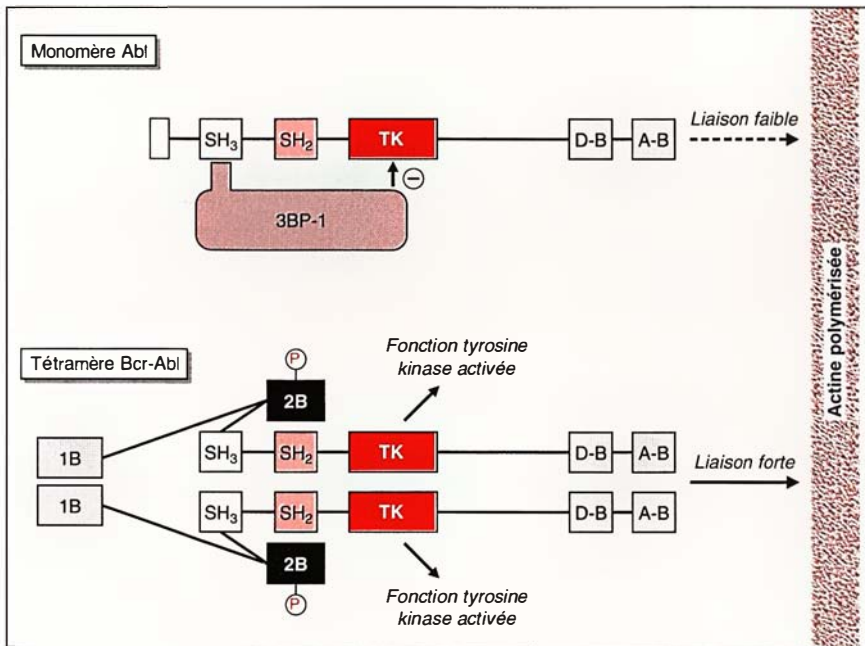 Monomère Abl
SH₃
SH₂
TK
D-B
A-B
Liaison faible
3BP-1
Actine polymérisée
Tétramère Bcr-Abl
P
2B
Fonction tyrosine
kinase activée
1B
SH₃
SH₂
TK
D-B
A-B
Liaison forte
1B
SH₃
SH₂
TK
D-B
A-B
2B
P
Fonction tyrosine
kinase activée